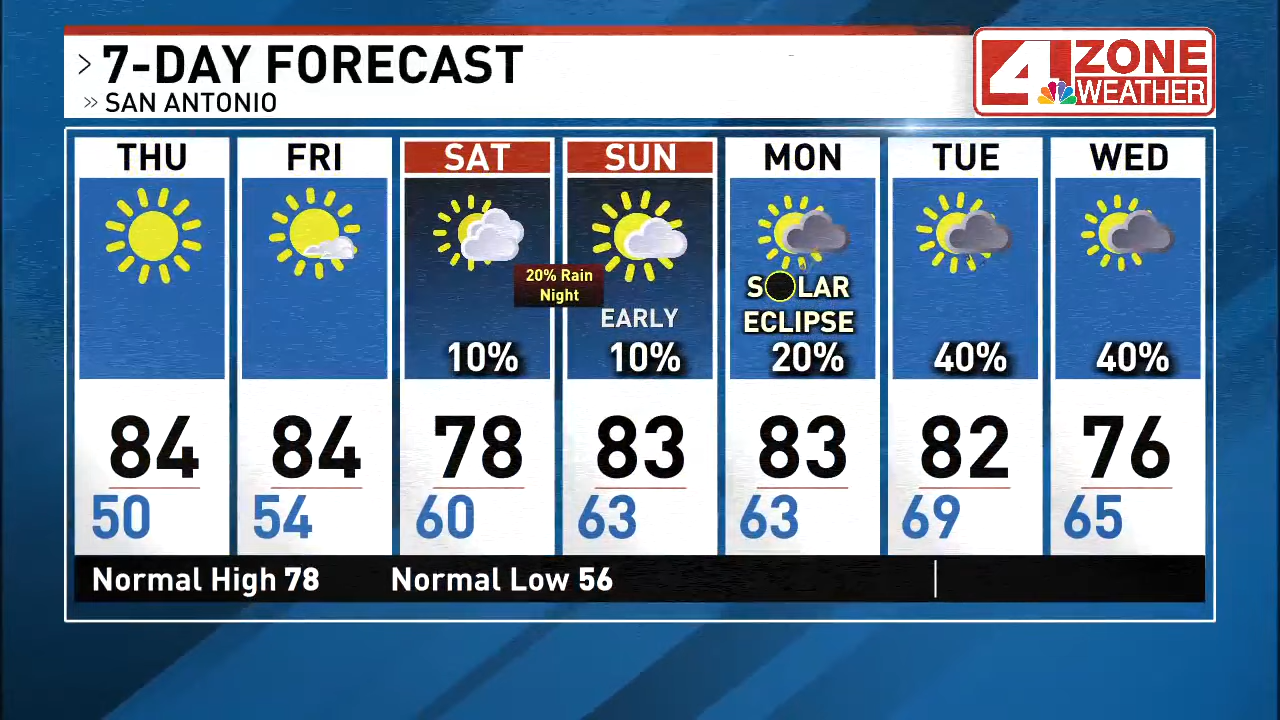 7-DAY FORECAST
SAN ANTONIO
4 ZONE
WEATHER
THU FRI SAT SUN MON TUE WED
20% Rain
Night
EARLY
SOLAR
ECLIPSE
10% 10% 20% 40% 40%
84 84 78 83 83 82 76
50 54 60 63 63 69 65
Normal High 78 Normal Low 56